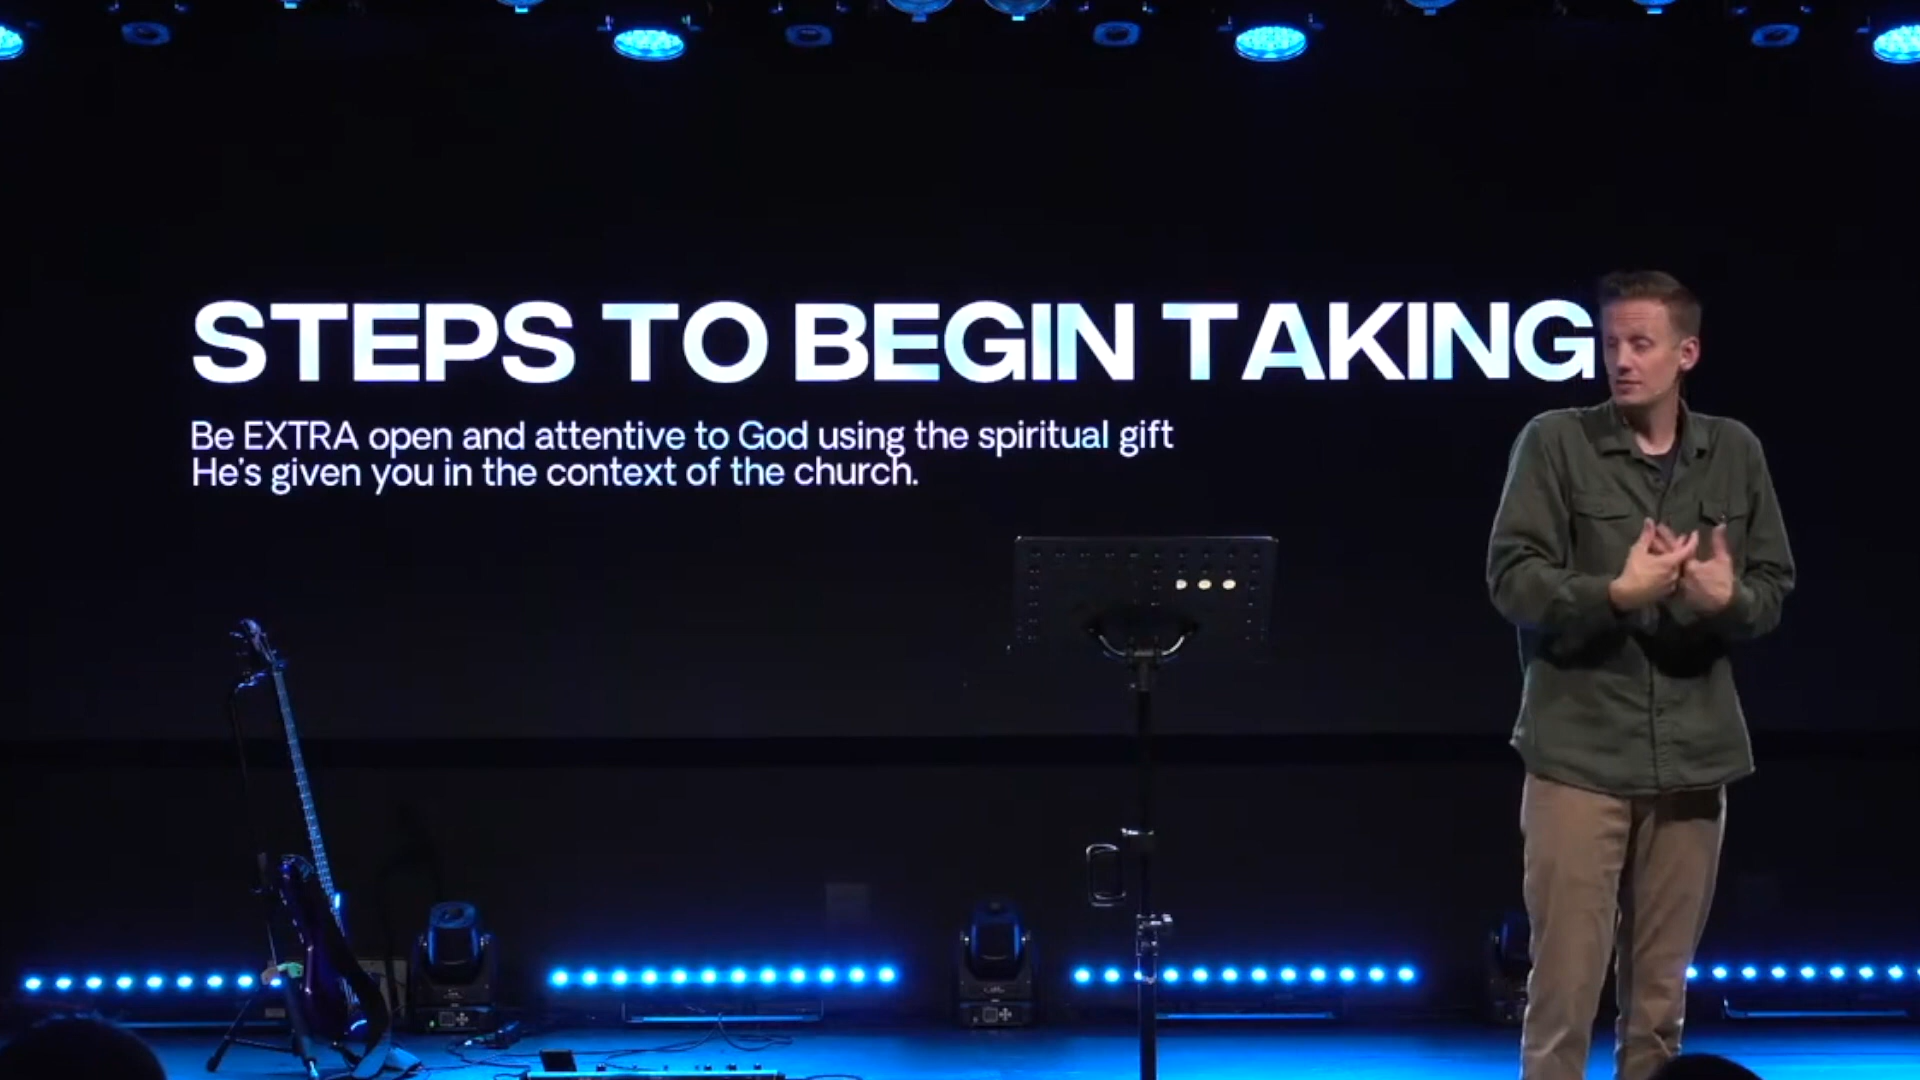 STEPS TO BEGIN TAKING
Be EXTRA open and attentive to God using the spiritual gift
He's given you in the context of the church.